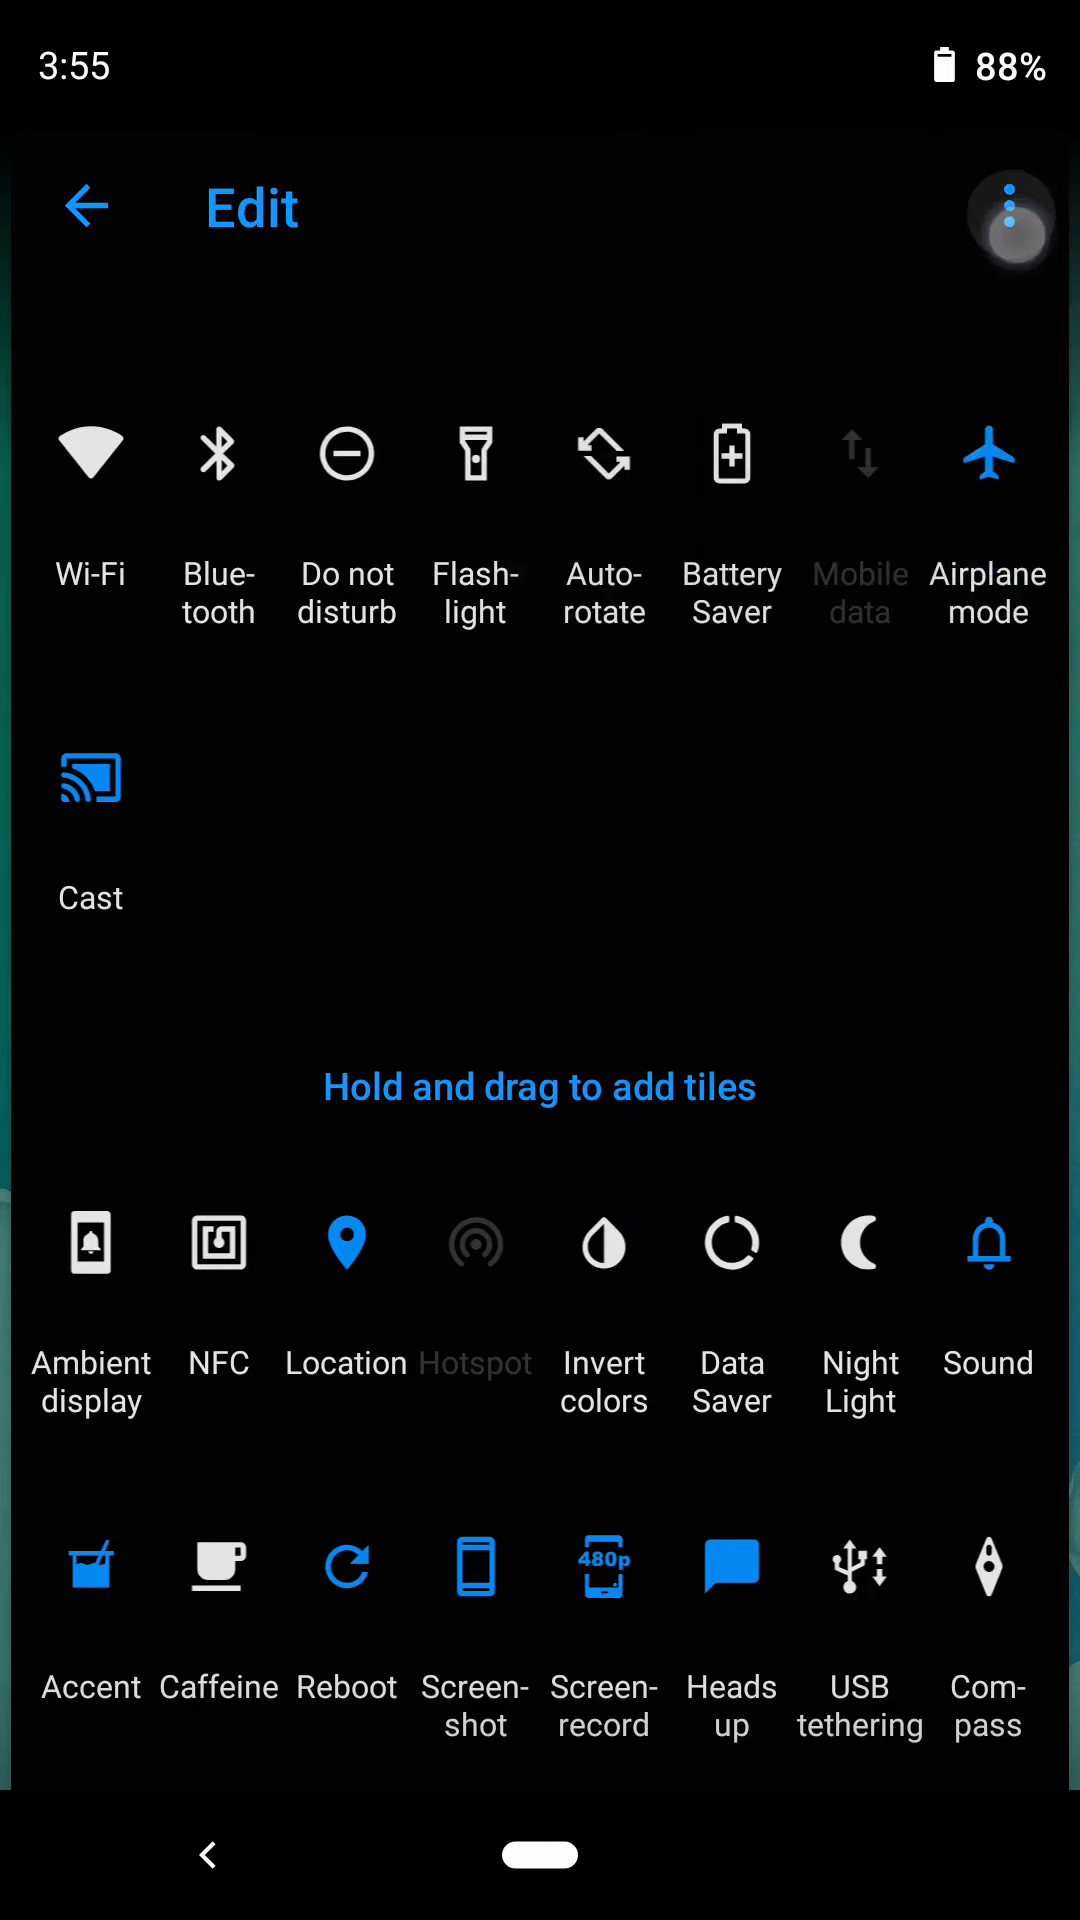 3:55 88%
Edit
Wi-Fi Blue- Do not Flash- Auto- Battery Mobile Airplane
tooth disturb light rotate Saver data mode
Cast
Hold and drag to add tiles
Ambient NFC Location Hotspot Invert Data Night Sound
display colors Saver Light
480p
Accent Caffeine Reboot Screen- Screen- Heads USB Com-
shot record up tethering pass